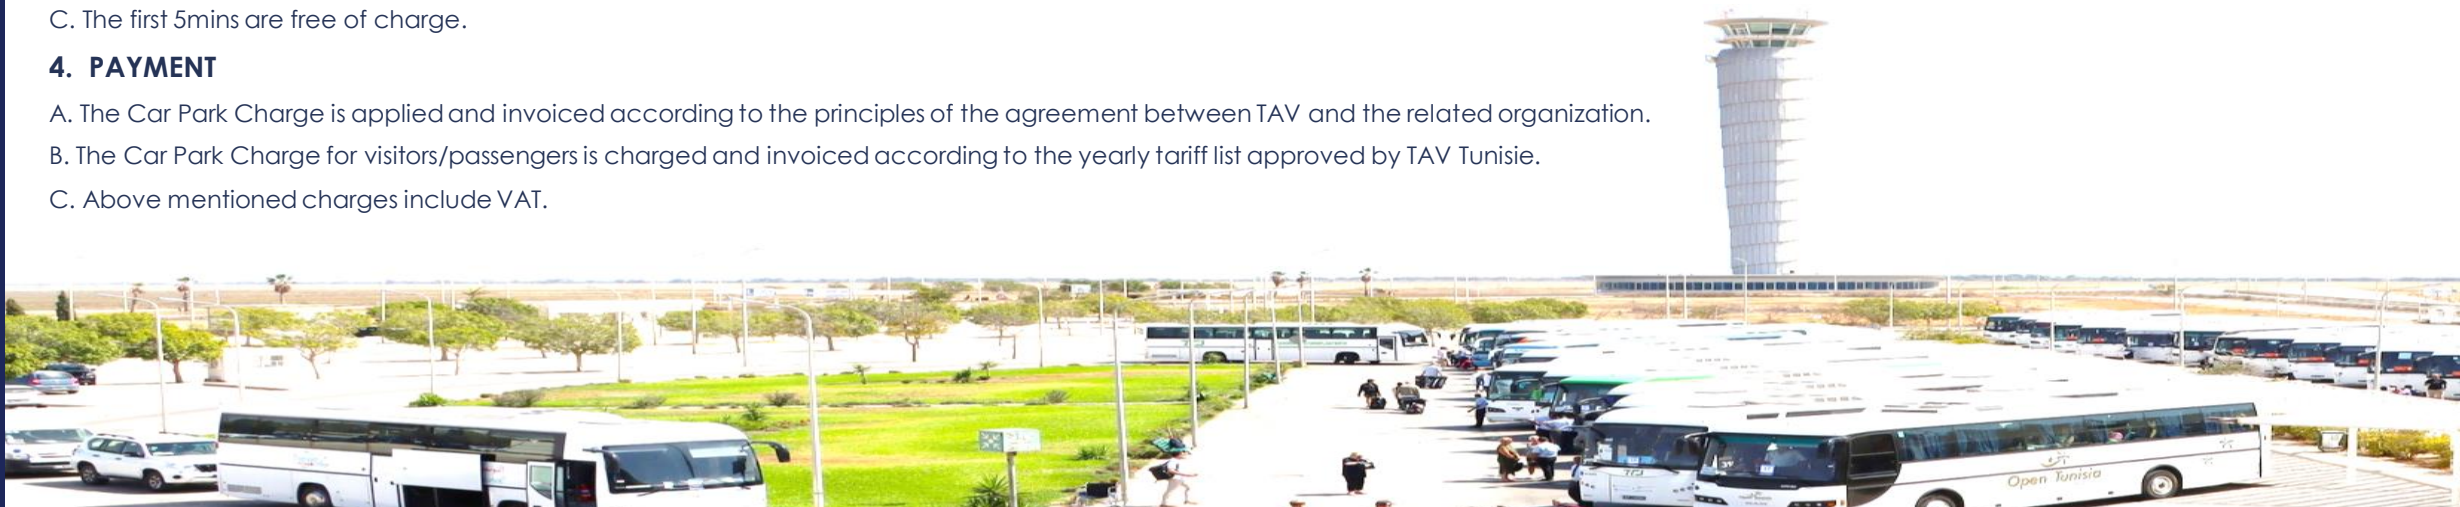 C. The first 5mins are free of charge.
4. PAYMENT
A. The Car Park Charge is applied and invoiced according to the principles of the agreement between TAV and the related organization.
B. The Car Park Charge for visitors/passengers is charged and invoiced according to the yearly tariff list approved by TAV Tunisie.
C. Above mentioned charges include VAT.
Open Tunisia